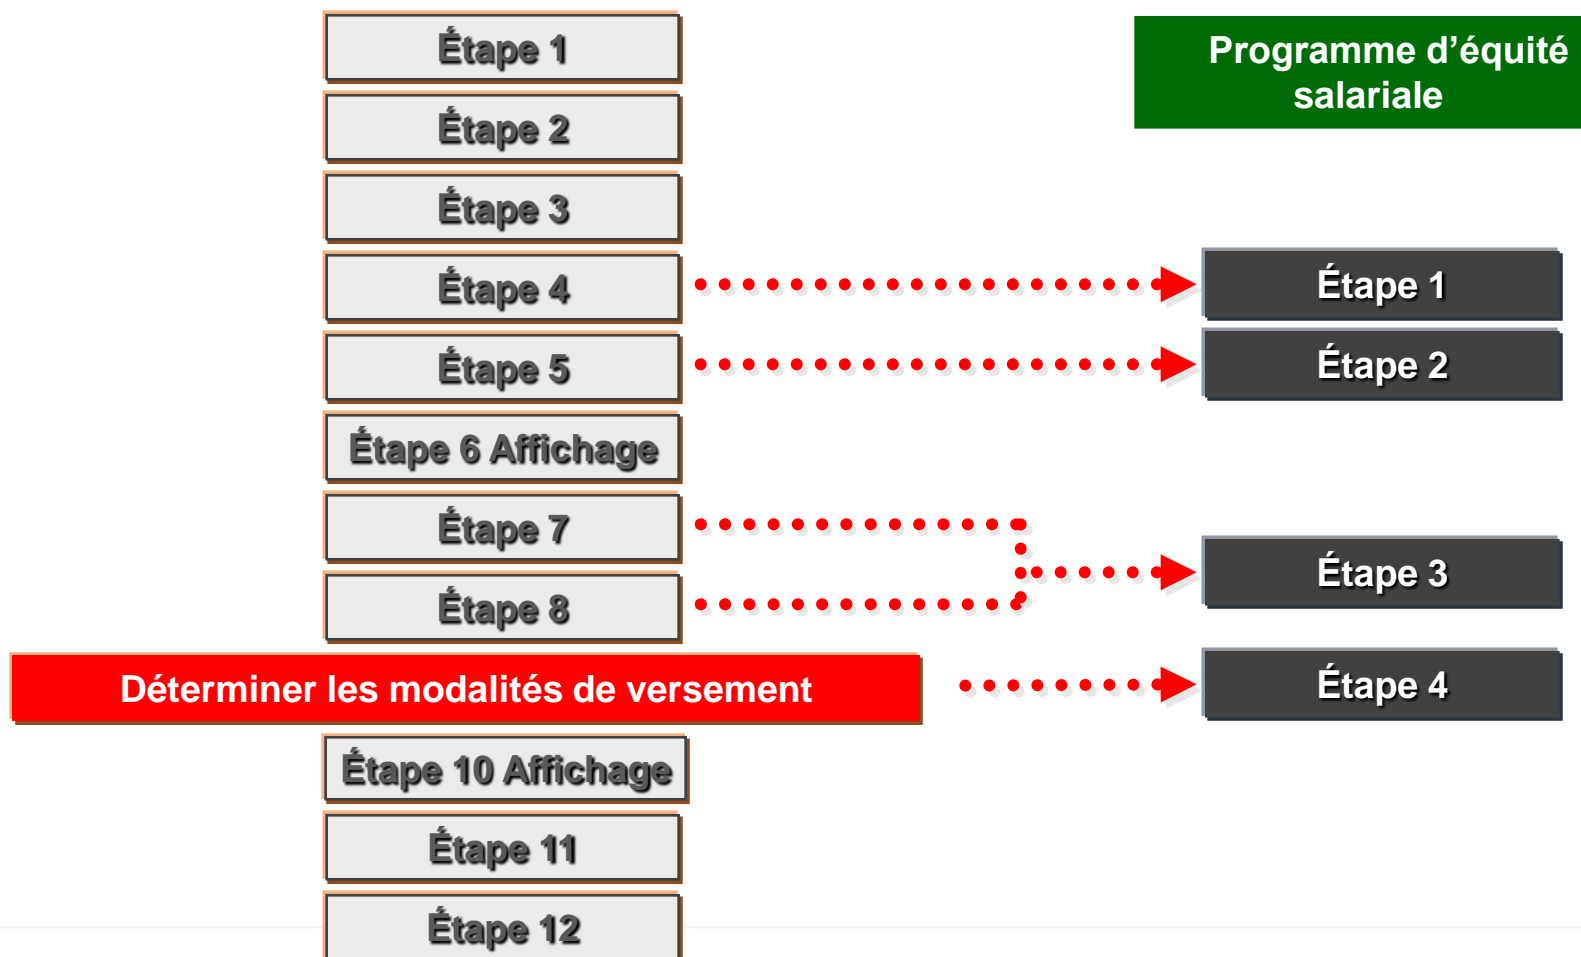 Étape 1
Programme d’équité
salariale
Étape 2
Étape 3
Étape 4
Étape 1
Étape 5
Étape 2
Étape 6 Affichage
Étape 7
Étape 3
Étape 8
Déterminer les modalités de versement
Étape 4
Étape 10 Affichage
Étape 11
Étape 12